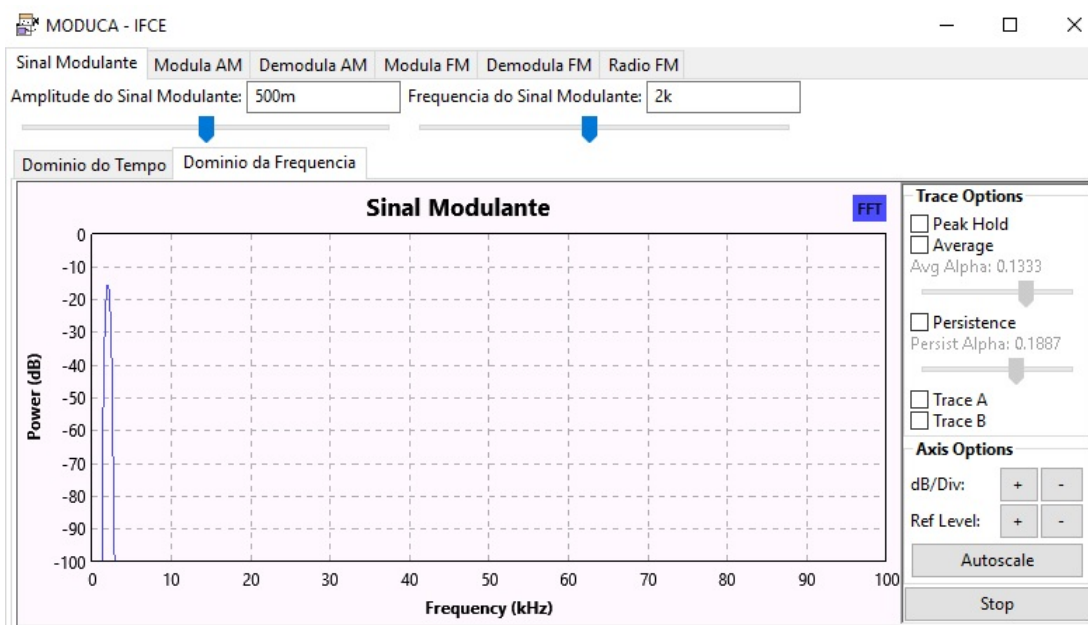 MODUCA - IFCE
Sinal Modulante Modula AM Demodula AM Modula FM Demodula FM Radio FM
Amplitude do Sinal Modulante: 500m Frequencia do Sinal Modulante: 2k
Dominio do Tempo Dominio da Frequencia
Sinal Modulante
FFT
Power (dB)
0
-10
-20
-30
-40
-50
-60
-70
-80
-90
-100
0 10 20 30 40 50 60 70 80 90 100
Frequency (kHz)
Trace Options
Peak Hold
Average
Avg Alpha: 0.1333
Persistence
Persist Alpha: 0.1887
Trace A
Trace B
Axis Options
dB/Div: + -
Ref Level: + -
Autoscale
Stop